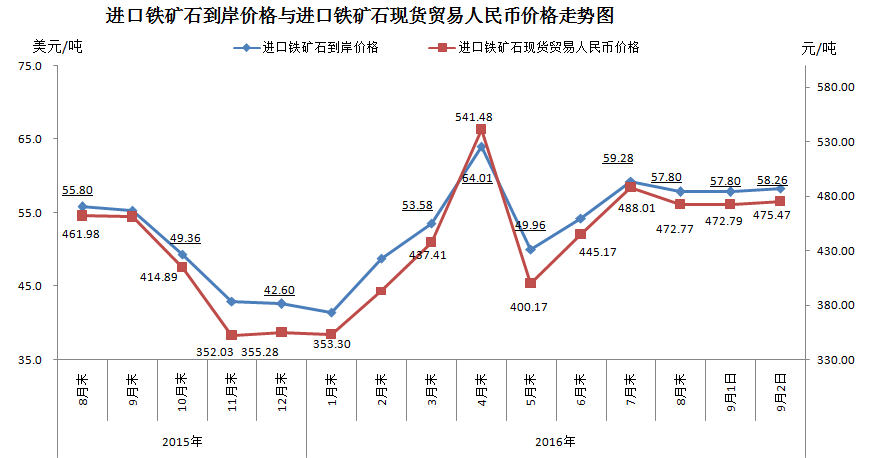 进口铁矿石到岸价格与进口铁矿石现货贸易人民币价格走势图
美元/吨
进口铁矿石到岸价格
进口铁矿石现货贸易人民币价格
元/吨
75.0
65.0
55.0
45.0
35.0
580.00
530.00
480.00
430.00
380.00
330.00
55.80
49.36
42.60
53.58
64.01
49.96
59.28
57.80
57.80
58.26
461.98
414.89
352.03
355.28
353.30
437.41
541.48
400.17
445.17
488.01
472.77
472.79
475.47
8月末
9月末
10月末
11月末
12月末
1月末
2月末
3月末
4月末
5月末
6月末
7月末
8月末
9月1日
9月2日
2015年
2016年